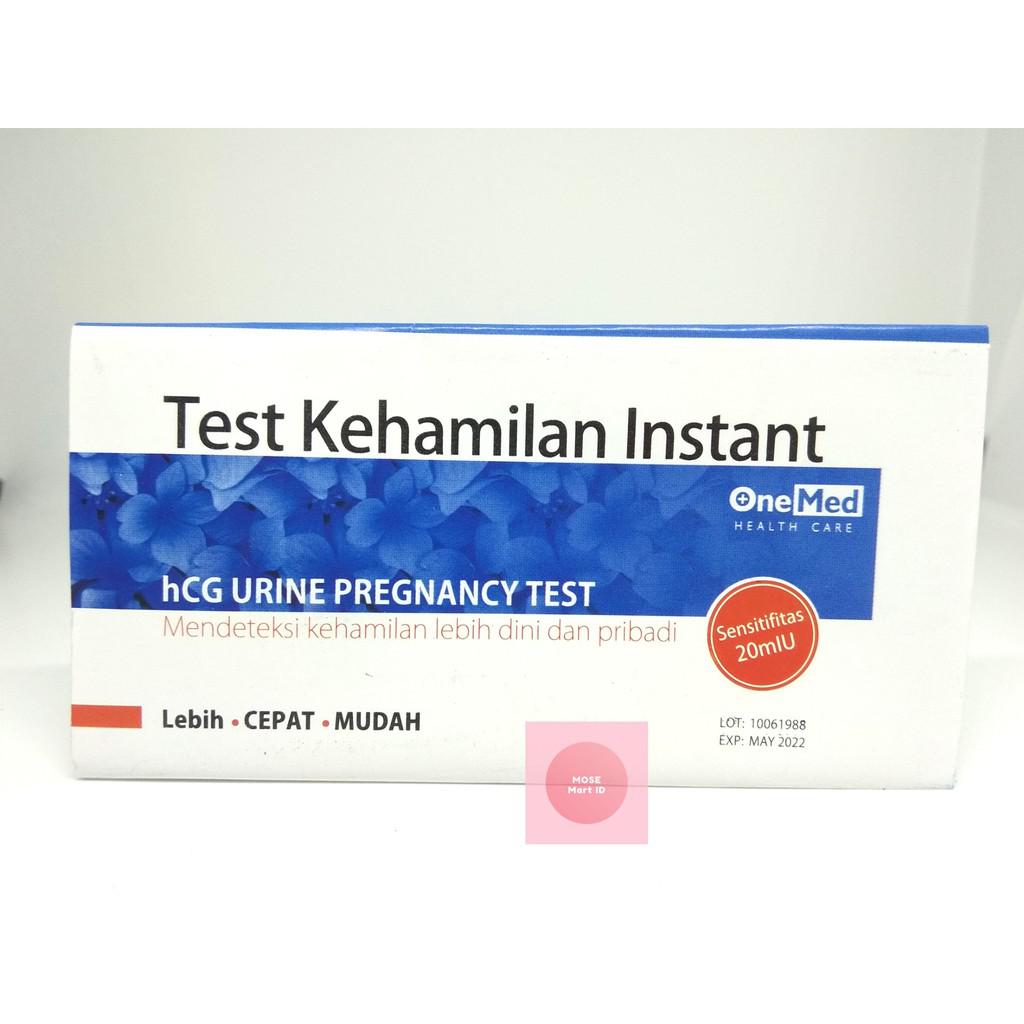 Test Kehamilan Instant
OneMed
HEALTH CARE
hCG URINE PREGNANCY TEST
Mendeteksi kehamilan lebih dini dan pribadi
Sensitifitas
20mIU
Lebih • CEPAT • MUDAH
LOT: 10061988
EXP: MAY 2022
MOSE
Mart ID